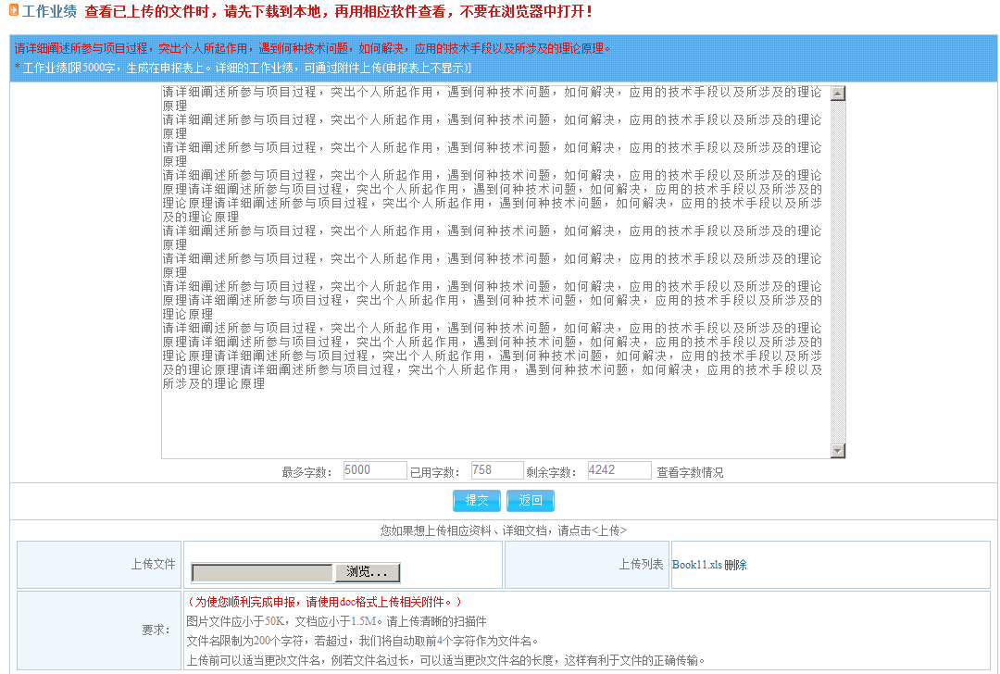 工作业绩 查看已上传的文件时，请先下载到本地，再用相应软件查看，不要在浏览器中打开！
请详细阐述所参与项目过程，突出个人所起作用，遇到何种技术问题，如何解决，应用的技术手段以及所涉及的理论原理。
* 工作业绩[限5000字，生成在申报表上。详细的工作业绩，可通过附件上传(申报表上不显示)]
请详细阐述所参与项目过程，突出个人所起作用，遇到何种技术问题，如何解决，应用的技术手段以及所涉及的理论
原理
请详细阐述所参与项目过程，突出个人所起作用，遇到何种技术问题，如何解决，应用的技术手段以及所涉及的理论
原理
请详细阐述所参与项目过程，突出个人所起作用，遇到何种技术问题，如何解决，应用的技术手段以及所涉及的理论
原理
请详细阐述所参与项目过程，突出个人所起作用，遇到何种技术问题，如何解决，应用的技术手段以及所涉及的理论
原理请详细阐述所参与项目过程，突出个人所起作用，遇到何种技术问题，如何解决，应用的技术手段以及所涉及的
理论原理请详细阐述所参与项目过程，突出个人所起作用，遇到何种技术问题，如何解决，应用的技术手段以及所涉
及的理论原理
请详细阐述所参与项目过程，突出个人所起作用，遇到何种技术问题，如何解决，应用的技术手段以及所涉及的理论
原理
请详细阐述所参与项目过程，突出个人所起作用，遇到何种技术问题，如何解决，应用的技术手段以及所涉及的理论
原理
请详细阐述所参与项目过程，突出个人所起作用，遇到何种技术问题，如何解决，应用的技术手段以及所涉及的理论
原理请详细阐述所参与项目过程，突出个人所起作用，遇到何种技术问题，如何解决，应用的技术手段以及所涉及的
理论原理
请详细阐述所参与项目过程，突出个人所起作用，遇到何种技术问题，如何解决，应用的技术手段以及所涉及的理论
原理请详细阐述所参与项目过程，突出个人所起作用，遇到何种技术问题，如何解决，应用的技术手段以及所涉及的
理论原理请详细阐述所参与项目过程，突出个人所起作用，遇到何种技术问题，如何解决，应用的技术手段以及所涉
及的理论原理请详细阐述所参与项目过程，突出个人所起作用，遇到何种技术问题，如何解决，应用的技术手段以及
所涉及的理论原理
最多字数： 5000 已用字数： 758 剩余字数： 4242 查看字数情况
提交 返回
您如果想上传相应资料、详细文档，请点击<上传>
上传文件 浏览... 上传列表 Book11.xls 删除
（为使您顺利完成申报，请使用doc格式上传相关附件。）
要求： 图片文件应小于50K，文档应小于1.5M。请上传清晰的扫描件
文件名限制为200个字符，若超过，我们将自动取前4个字符作为文件名。
上传前可以适当更改文件名，例若文件名过长，可以适当更改文件名的长度，这样有利于文件的正确传输。